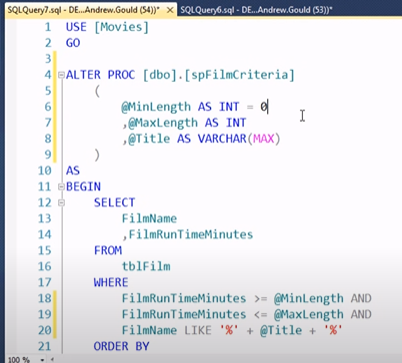 SQLQuery7.sql - DE...Andrew.Gould (54))* × SQLQuery6.sql - DE...Andrew.Gould (53))*
1 USE [Movies]
2 GO
3
4 ALTER PROC [dbo].[spFilmCriteria]
5 (
6 @MinLength AS INT = 0
7 ,@MaxLength AS INT
8 ,@Title AS VARCHAR(MAX)
9 )
10 AS
11 BEGIN
12 SELECT
13 FilmName
14 ,FilmRunTimeMinutes
15 FROM
16 tblFilm
17 WHERE
18 FilmRunTimeMinutes >= @MinLength AND
19 FilmRunTimeMinutes <= @MaxLength AND
20 FilmName LIKE '%' + @Title + '%'
21 ORDER BY
100 %